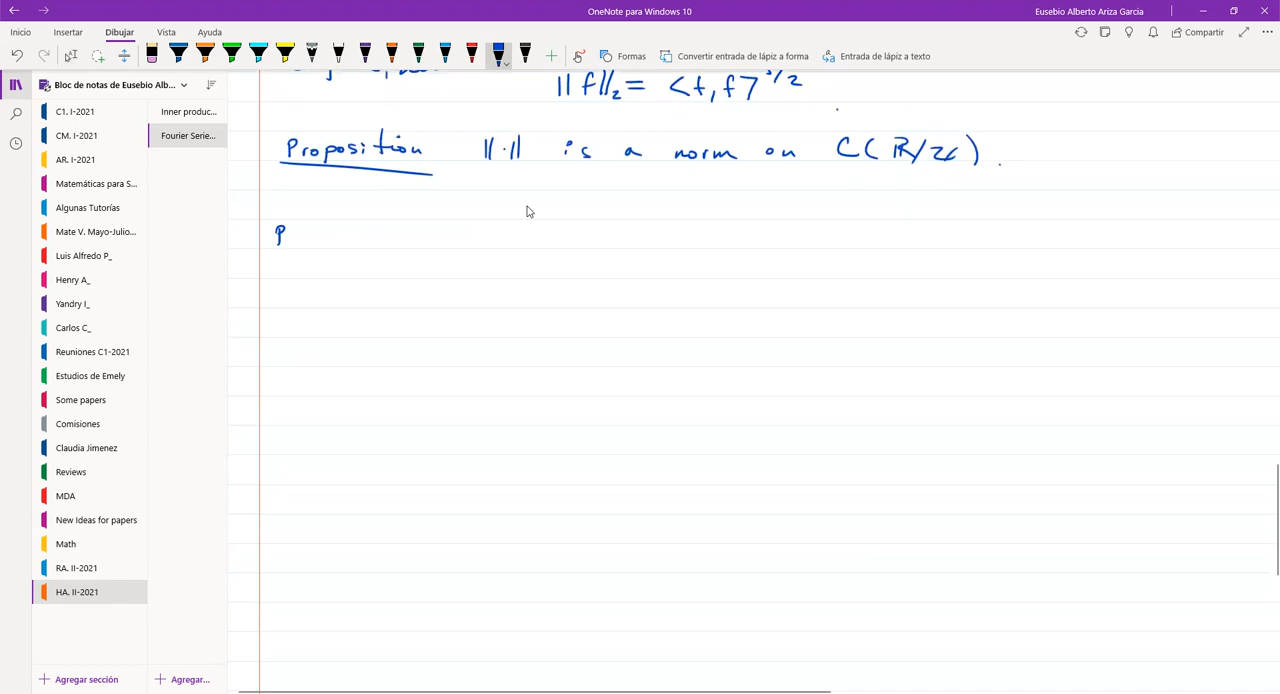 OneNote para Windows 10
Eusebio Alberto Ariza Garcia
Inicio Insertar Dibujar Vista Ayuda
Compartir
Formas
Convertir entrada de lápiz a forma
Entrada de lápiz a texto
Bloc de notas de Eusebio Alb...
C1. I-2021
CM. I-2021
AR. I-2021
Matemáticas para S...
Algunas Tutorías
Mate V. Mayo-Julio...
Luis Alfredo P_
Henry A_
Yandry I_
Carlos C_
Reuniones C1-2021
Estudios de Emely
Some papers
Comisiones
Claudia Jimenez
Reviews
MDA
New Ideas for papers
Math
RA. II-2021
HA. II-2021
Agregar sección
Inner produc...
Fourier Serie...
Agregar...
||f||₂ = <f,f>^1/2
Proposition ||·|| is a norm on C(ℝ/ℤ).
P